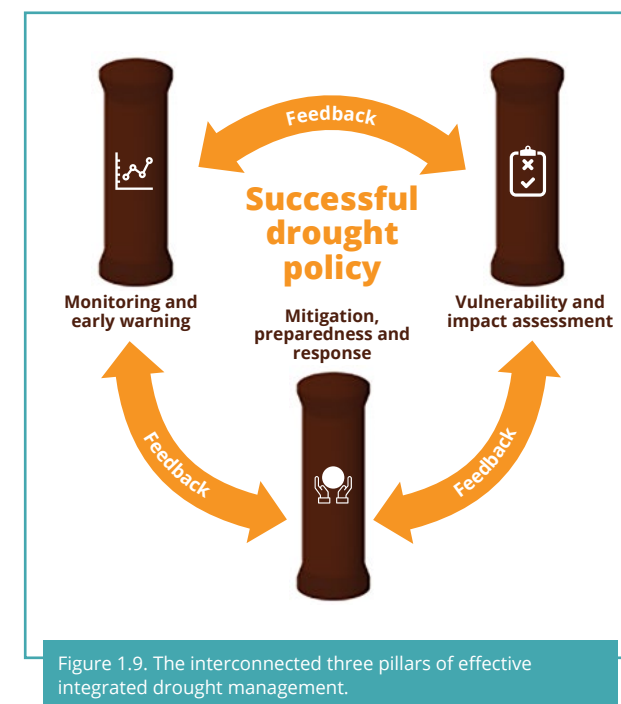 Feedback
Successful
drought
policy
Monitoring and
early warning
Vulnerability and
impact assessment
Mitigation,
preparedness and
response
Feedback
Feedback
Figure 1.9. The interconnected three pillars of effective
integrated drought management.